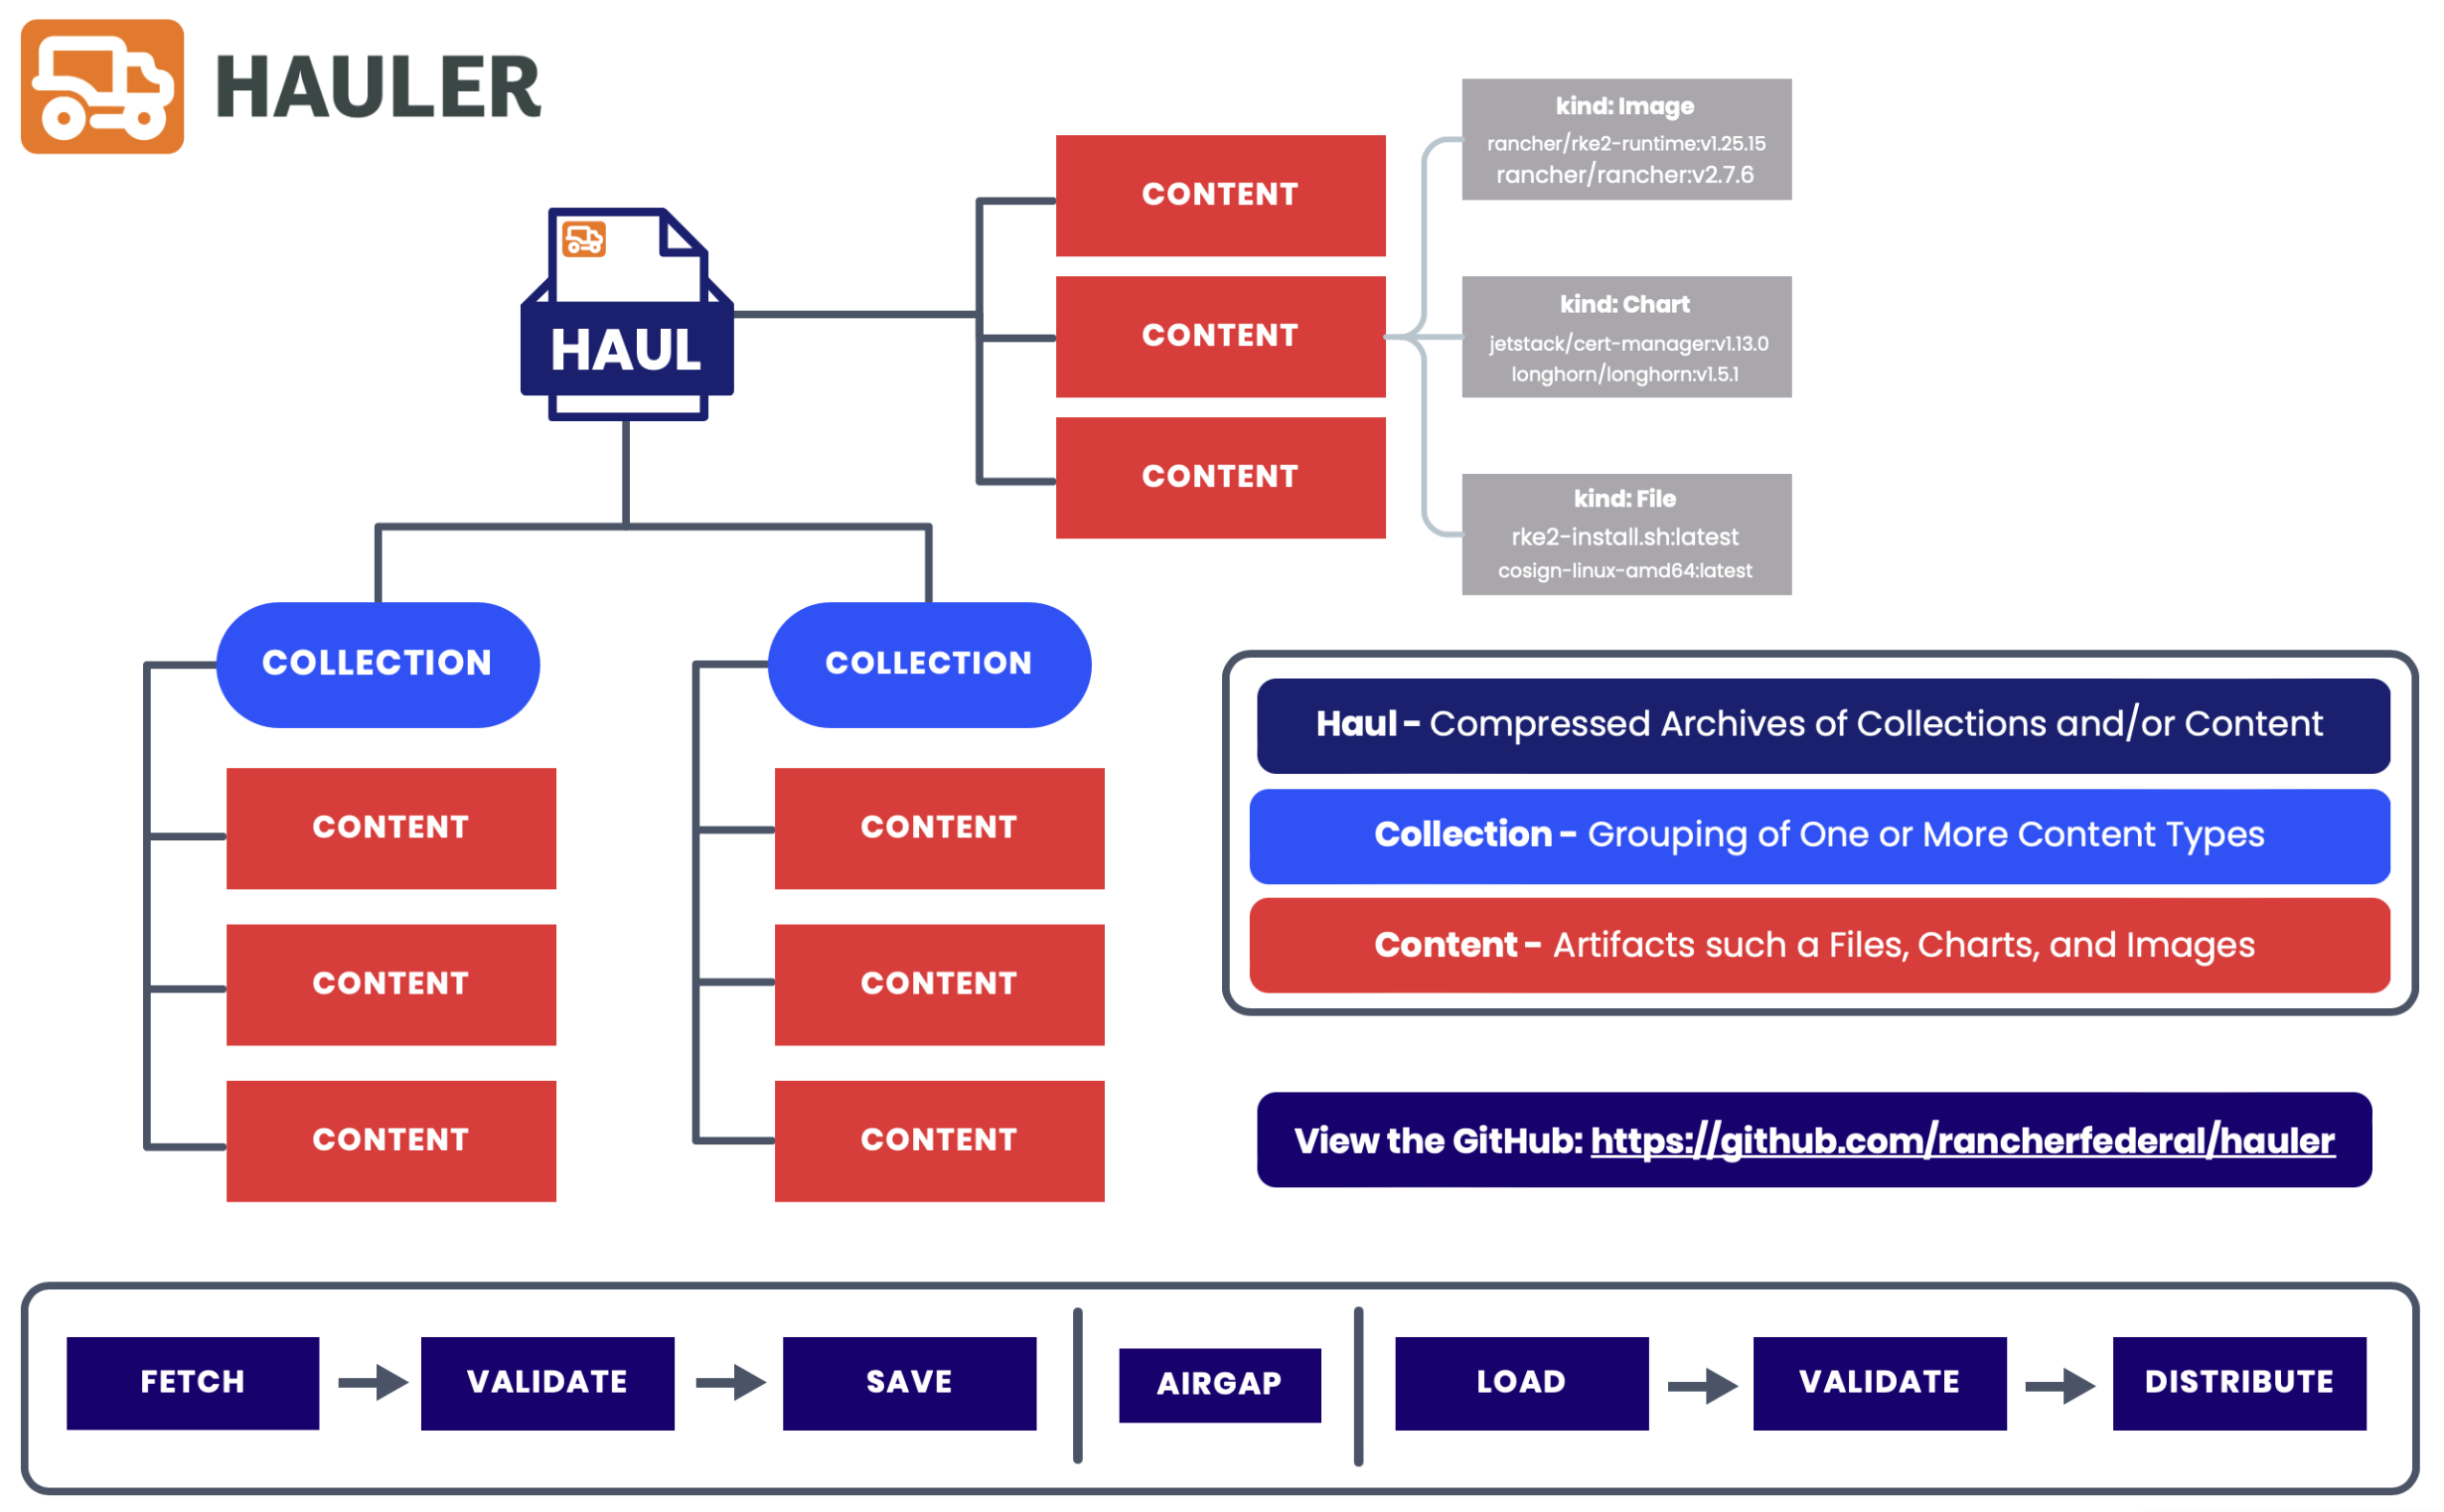 HAULER
HAUL
CONTENT
CONTENT
CONTENT
kind: Image
rancher/rke2-runtime:v1.25.15
rancher/rancher:v2.7.6
kind: Chart
jetstack/cert-manager:v1.13.0
longhorn/longhorn:v1.5.1
kind: File
rke2-install.sh:latest
cosign-linux-amd64:latest
COLLECTION
CONTENT
CONTENT
CONTENT
COLLECTION
CONTENT
CONTENT
CONTENT
Haul - Compressed Archives of Collections and/or Content
Collection - Grouping of One or More Content Types
Content - Artifacts such a Files, Charts, and Images
View the GitHub: https://github.com/rancherfederal/hauler
FETCH
VALIDATE
SAVE
AIRGAP
LOAD
VALIDATE
DISTRIBUTE